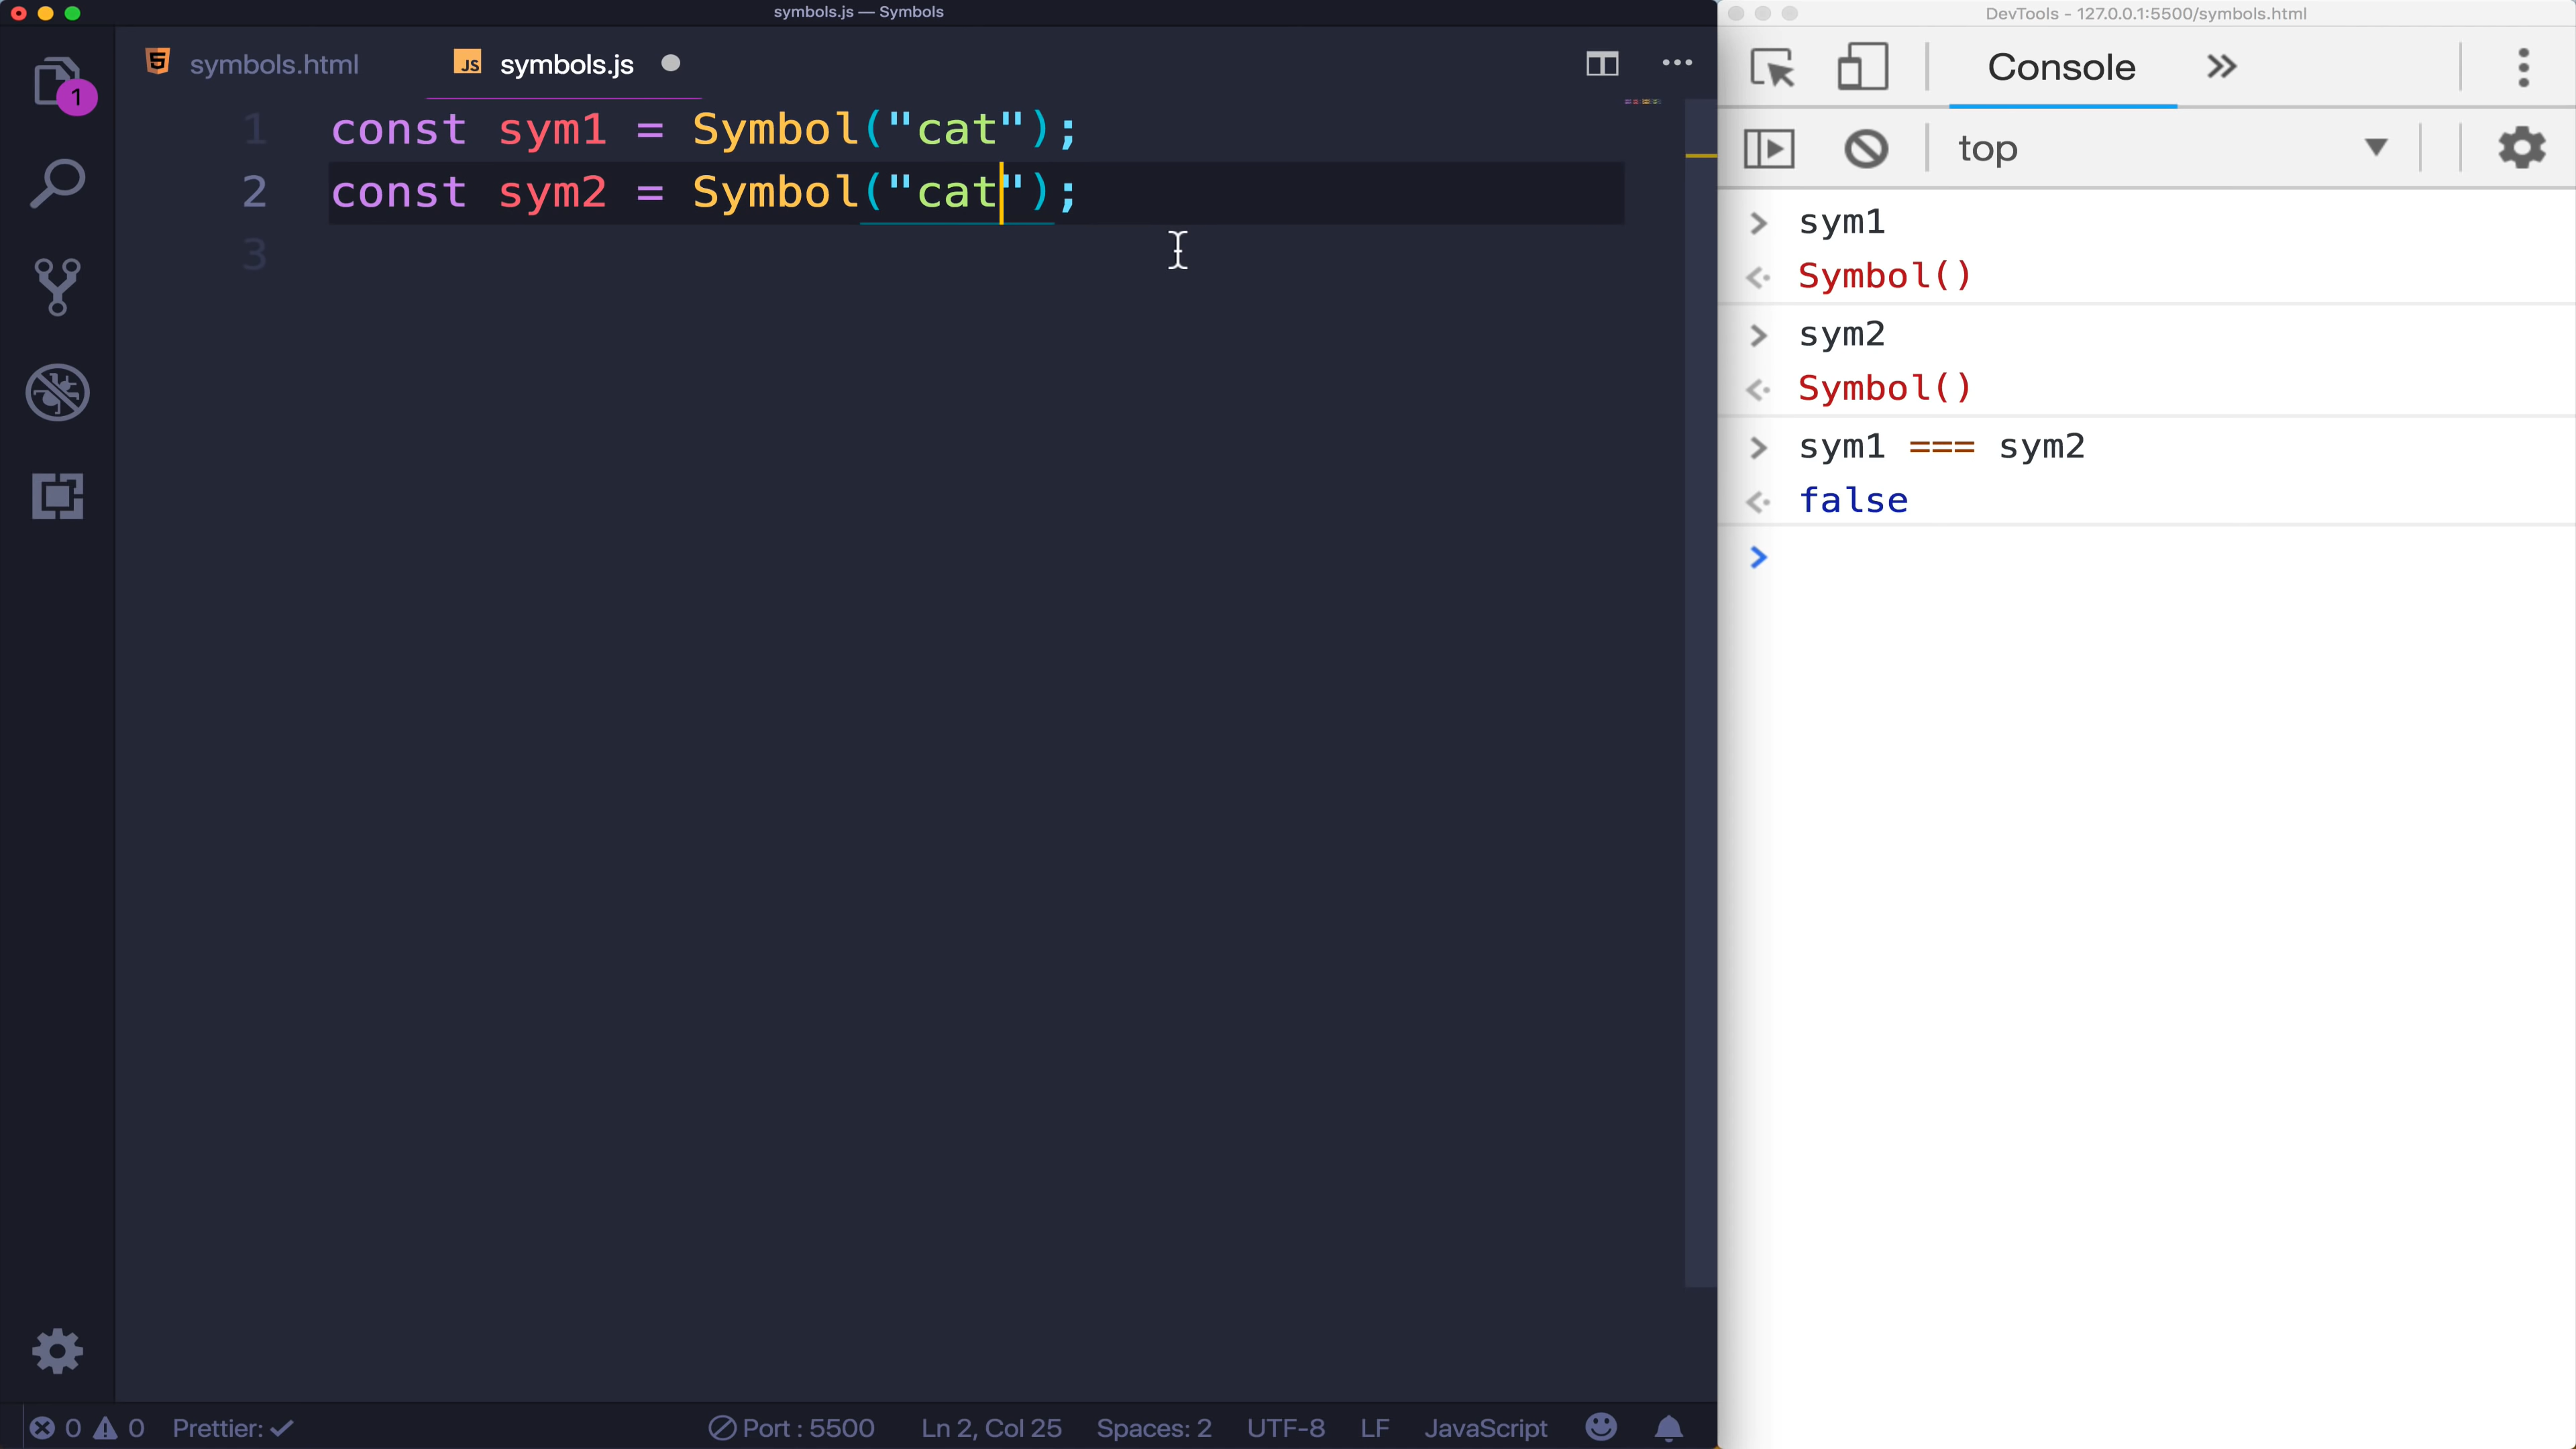 symbols.js — Symbols
symbols.html
JS symbols.js
1
1 const sym1 = Symbol("cat");
2 const sym2 = Symbol("cat");
3
0 0 Prettier: Port : 5500 Ln 2, Col 25 Spaces: 2 UTF-8 LF JavaScript
DevTools - 127.0.0.1:5500/symbols.html
Console
top
> sym1
Symbol()
> sym2
Symbol()
> sym1 === sym2
false
>